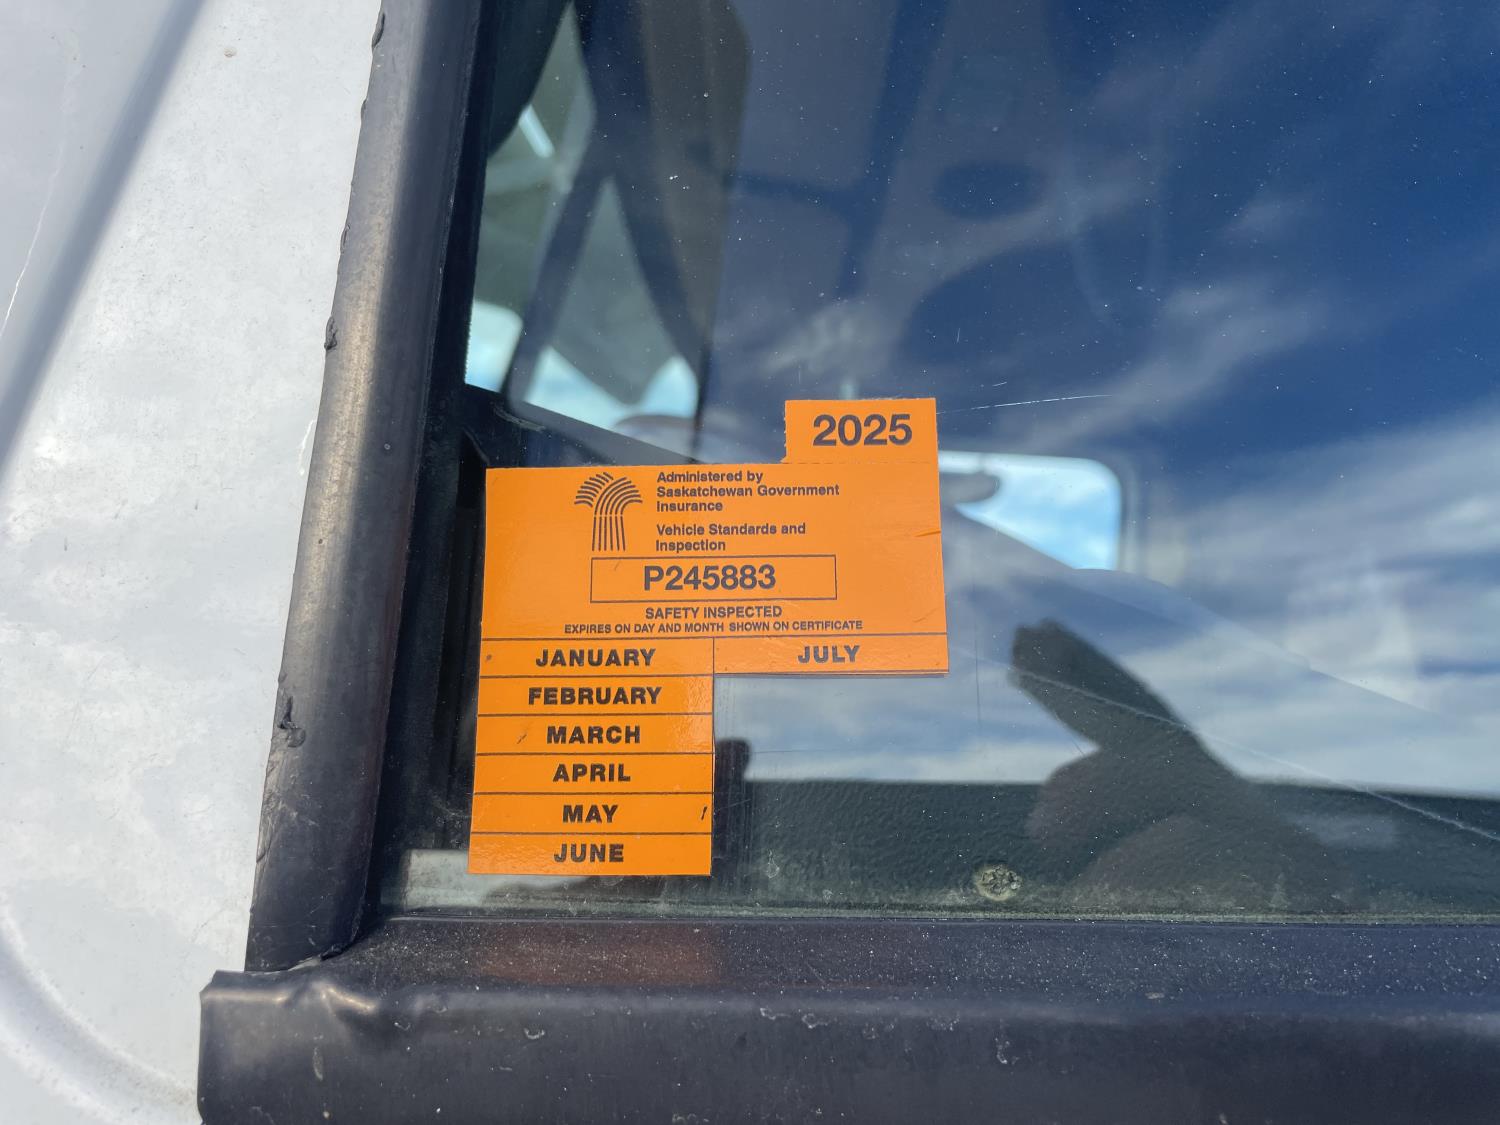 2025
Administered by
Saskatchewan Government
Insurance
Vehicle Standards and
Inspection
P245883
SAFETY INSPECTED
EXPIRES ON DAY AND MONTH SHOWN ON CERTIFICATE
JANUARY JULY
FEBRUARY
MARCH
APRIL
MAY
JUNE